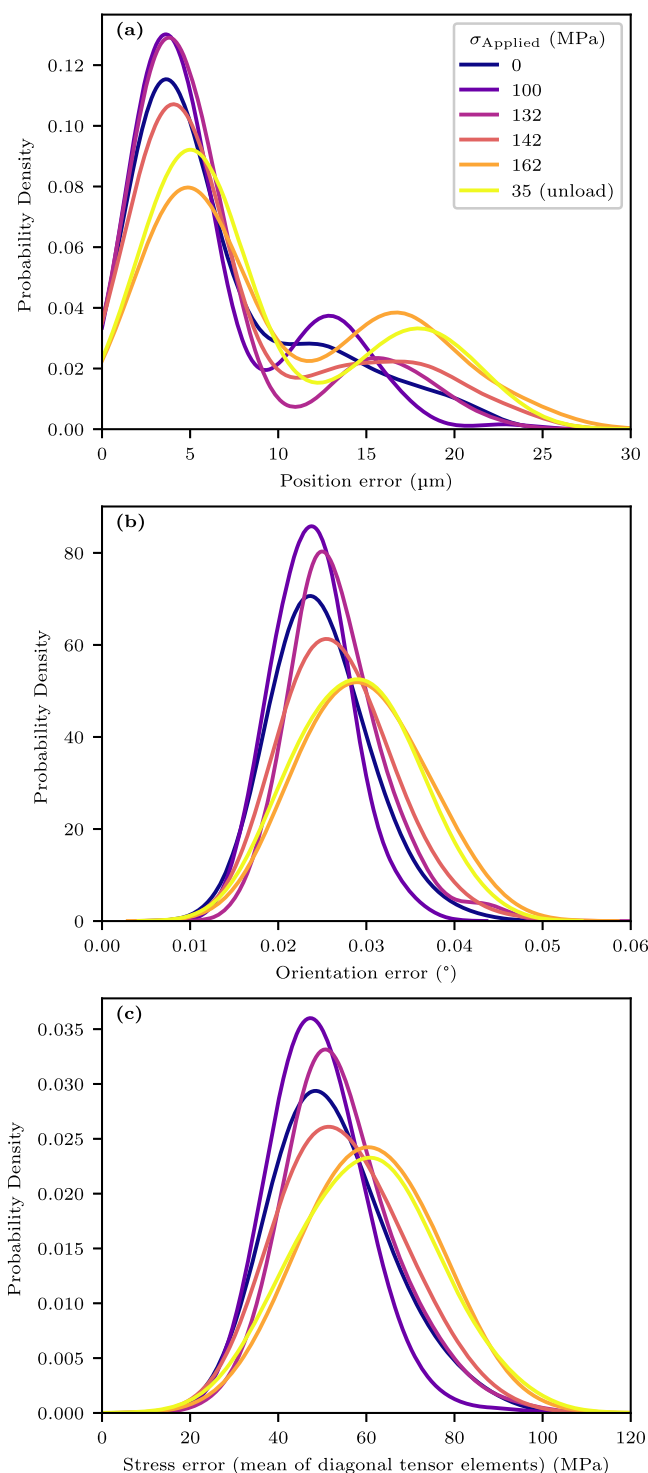 (a)
σApplied (MPa)
0
100
132
142
162
35 (unload)
0.12
0.10
0.08
0.06
0.04
0.02
0.00
Probability Density
0 5 10 15 20 25 30
Position error (µm)
(b)
80
60
40
20
0
Probability Density
0.00 0.01 0.02 0.03 0.04 0.05 0.06
Orientation error (°)
(c)
0.035
0.030
0.025
0.020
0.015
0.010
0.005
0.000
Probability Density
0 20 40 60 80 100 120
Stress error (mean of diagonal tensor elements) (MPa)